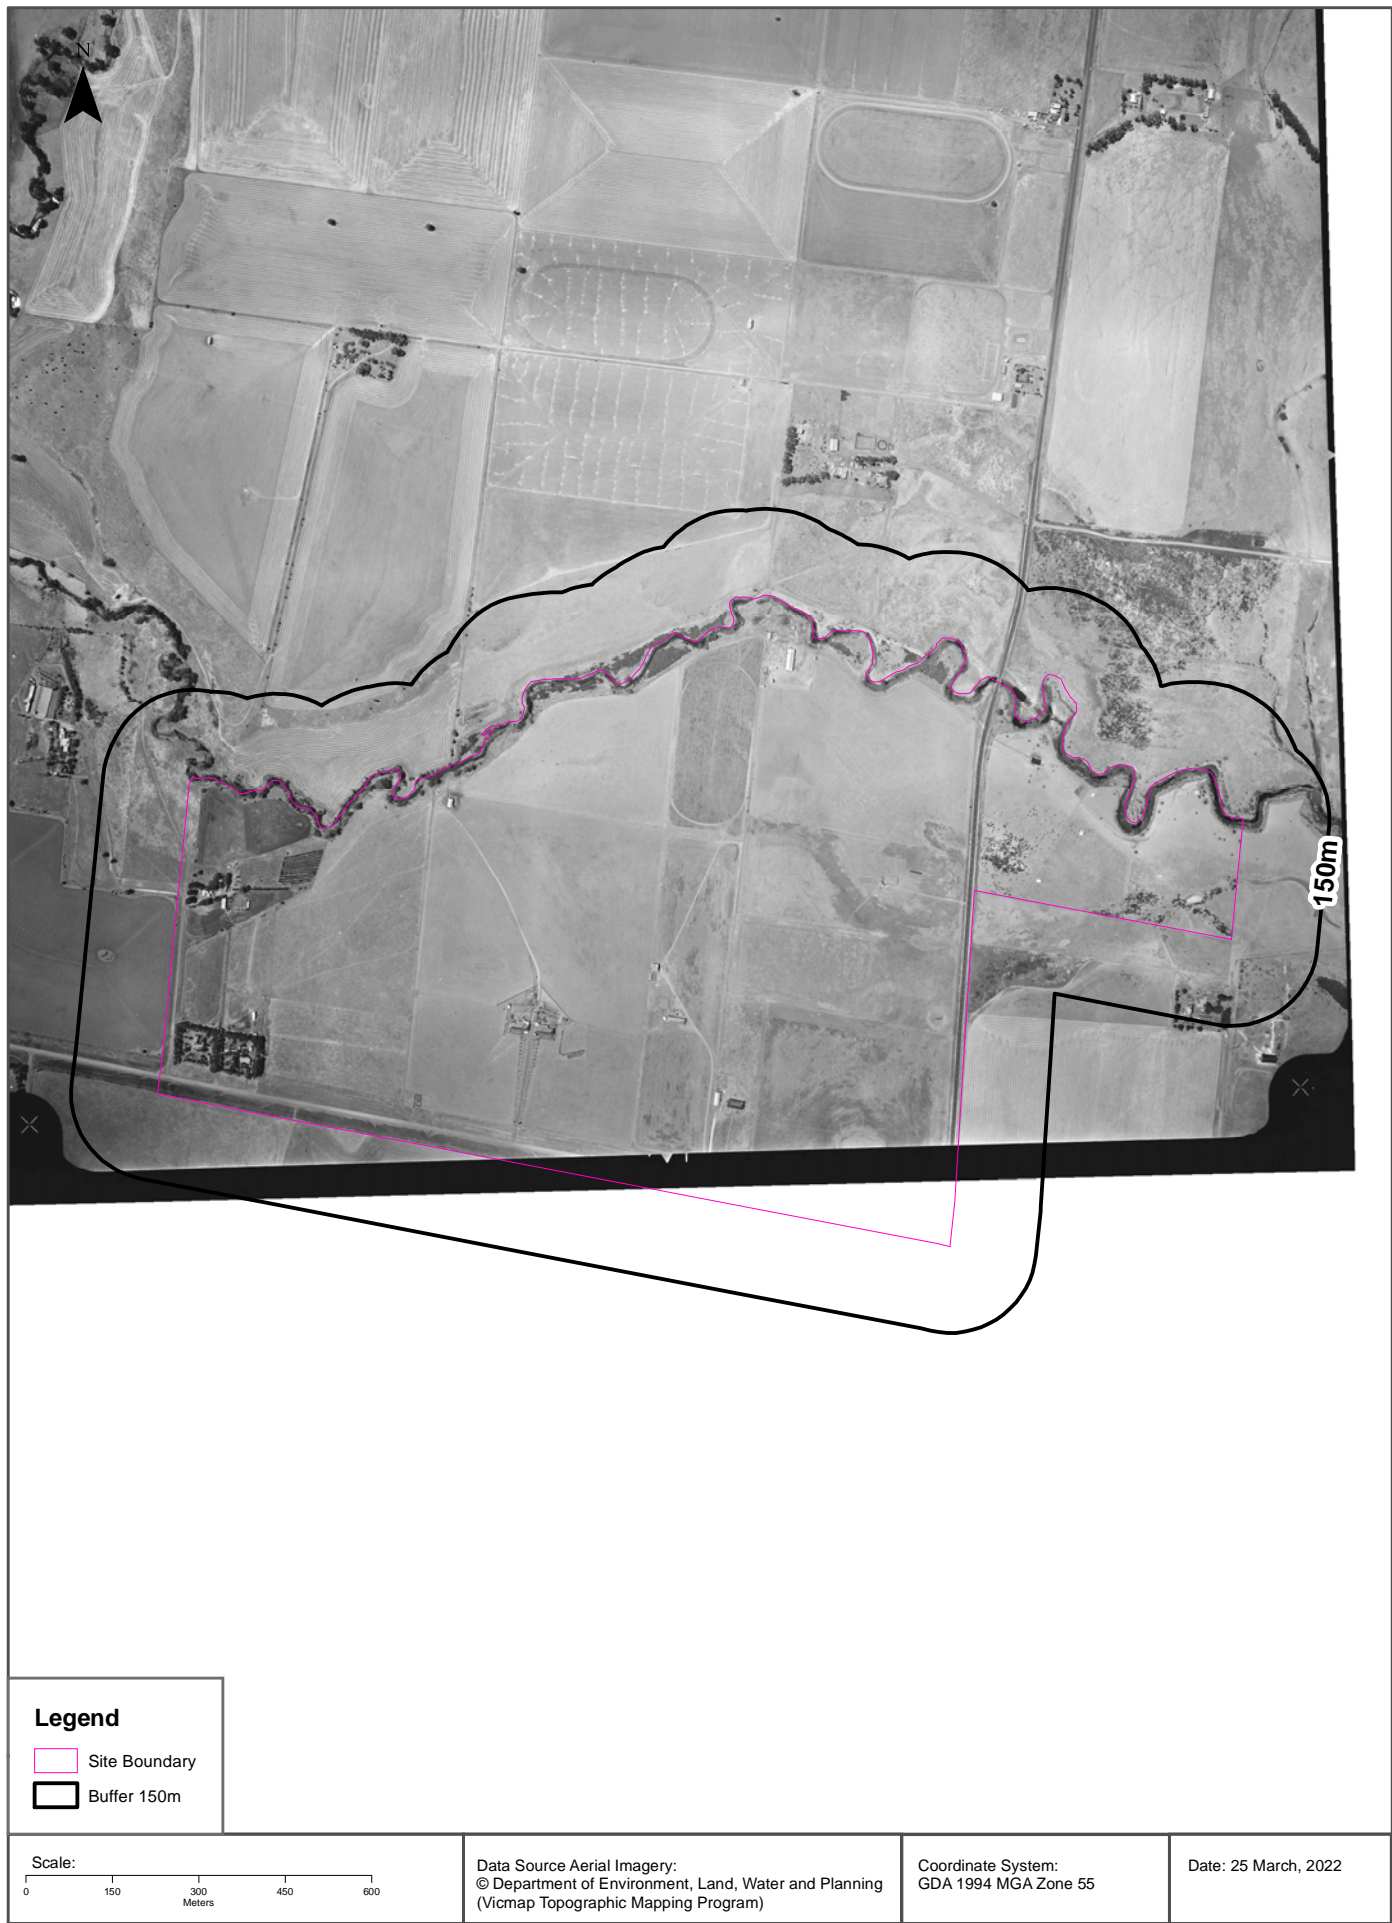 N
150m
Legend
Site Boundary
Buffer 150m
Scale:
0 150 300 450 600
Meters
Data Source Aerial Imagery:
© Department of Environment, Land, Water and Planning
(Vicmap Topographic Mapping Program)
Coordinate System:
GDA 1994 MGA Zone 55
Date: 25 March, 2022